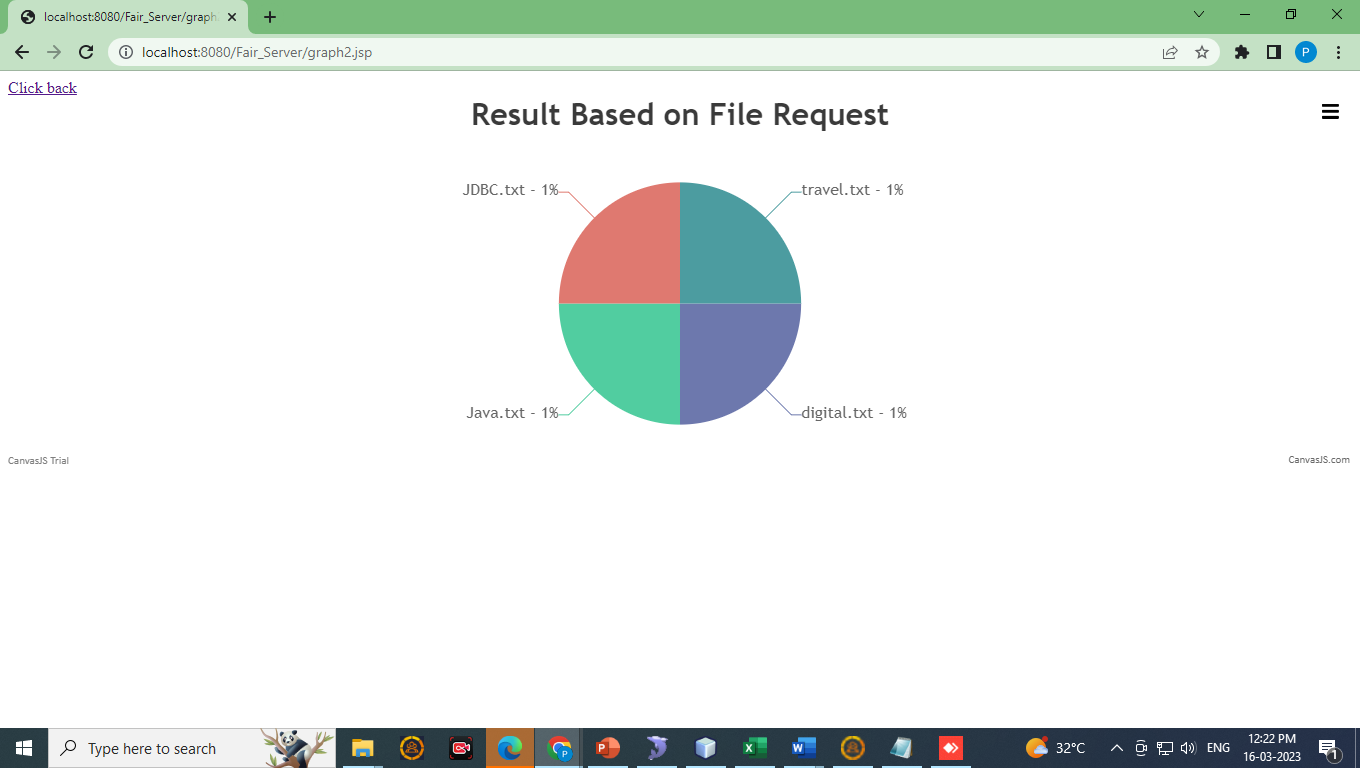 localhost:8080/Fair_Server/graph
localhost:8080/Fair_Server/graph2.jsp
P
Click back
Result Based on File Request
JDBC.txt - 1%
travel.txt - 1%
Java.txt - 1%
digital.txt - 1%
CanvasJS Trial
CanvasJS.com
Type here to search
32°C
ENG
12:22 PM
16-03-2023
1